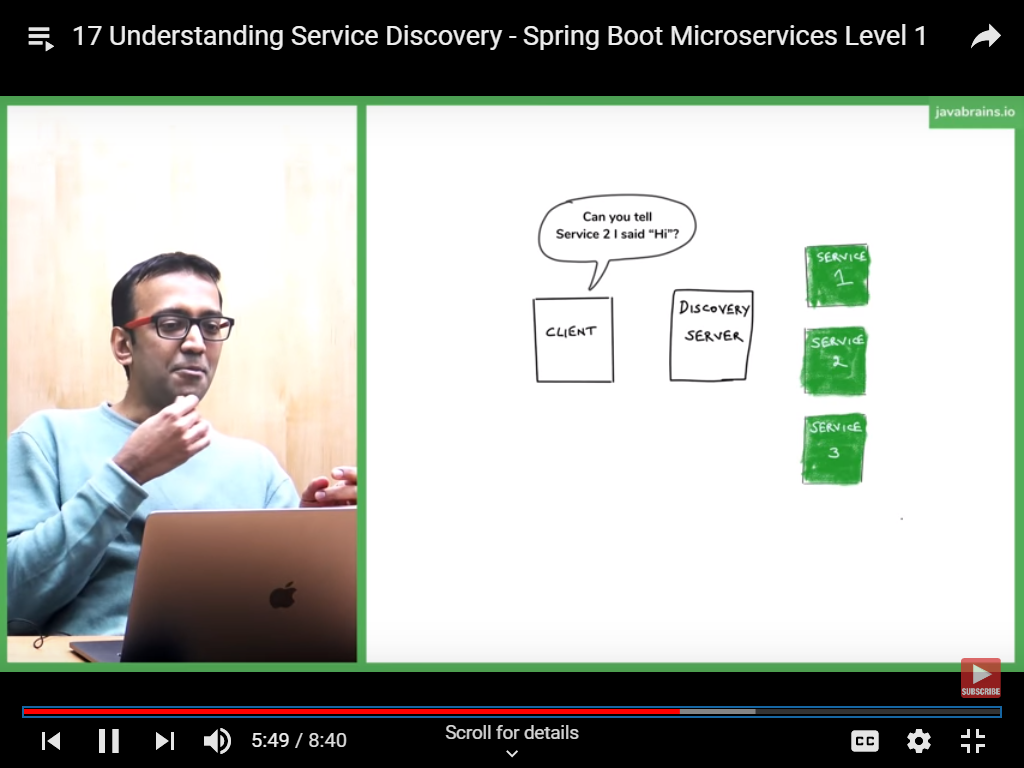 17 Understanding Service Discovery - Spring Boot Microservices Level 1
javabrains.io
Can you tell
Service 2 I said “Hi”?
CLIENT
DISCOVERY
SERVER
SERVICE
1
SERVICE
2
SERVICE
3
SUBSCRIBE
5:49 / 8:40
Scroll for details
CC